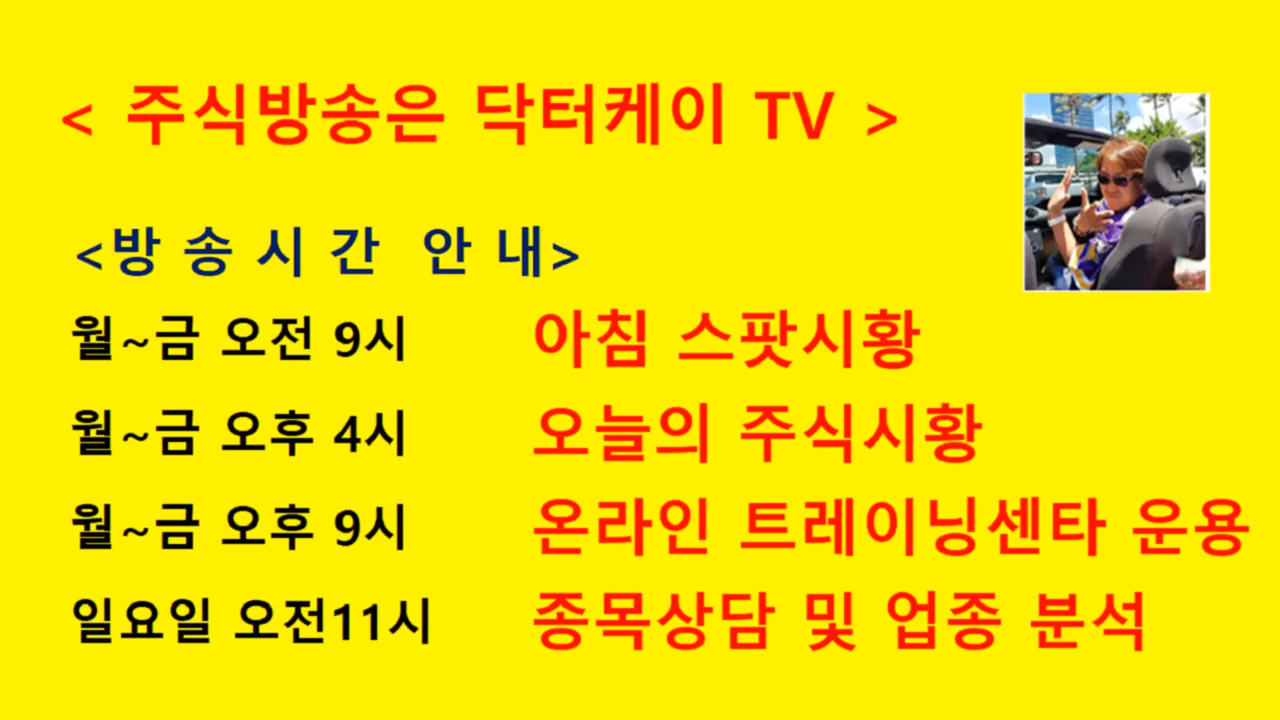 < 주식방송은 닥터케이 TV >
<방 송 시 간 안 내>
월~금 오전 9시 아침 스팟시황
월~금 오후 4시 오늘의 주식시황
월~금 오후 9시 온라인 트레이닝센타 운용
일요일 오전11시 종목상담 및 업종 분석